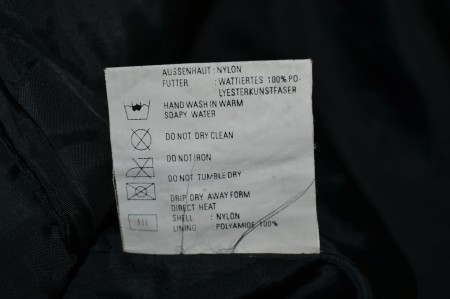 AUSSENHAUT : NYLON
FUTTER : WATTIERTES 100% PO-
LYESTERKUNSTFASER
HAND WASH IN WARM
SOAPY WATER
DO NOT DRY CLEAN
DO NOT IRON
DO NOT TUMBLE DRY
DRIP DRY AWAY FORM
DIRECT HEAT
SHELL : NYLON
LINING : POLYAMIDE 100%